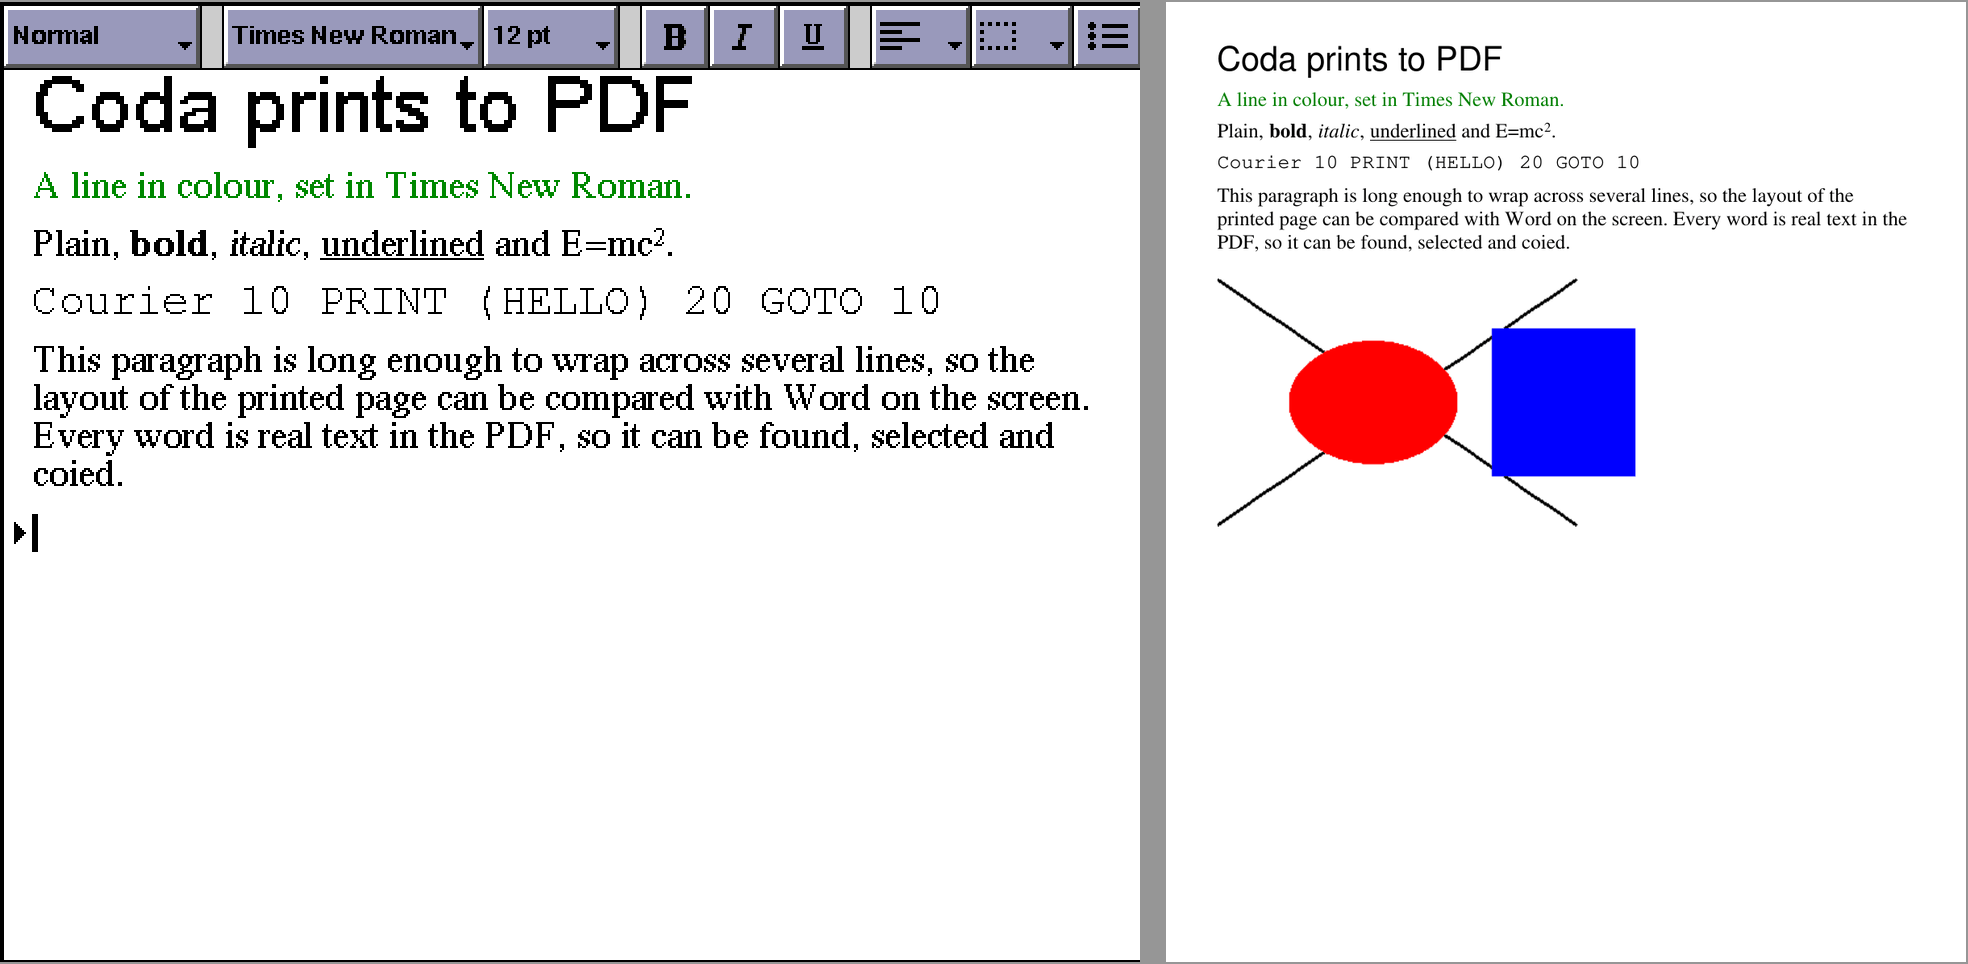 Normal Times New Roman 12 pt B I U
Coda prints to PDF
A line in colour, set in Times New Roman.
Plain, bold, italic, underlined and E=mc².
Courier 10 PRINT (HELLO) 20 GOTO 10
This paragraph is long enough to wrap across several lines, so the
layout of the printed page can be compared with Word on the screen.
Every word is real text in the PDF, so it can be found, selected and
coied.
Coda prints to PDF
A line in colour, set in Times New Roman.
Plain, bold, italic, underlined and E=mc².
Courier 10 PRINT (HELLO) 20 GOTO 10
This paragraph is long enough to wrap across several lines, so the layout of the
printed page can be compared with Word on the screen. Every word is real text in the
PDF, so it can be found, selected and coied.